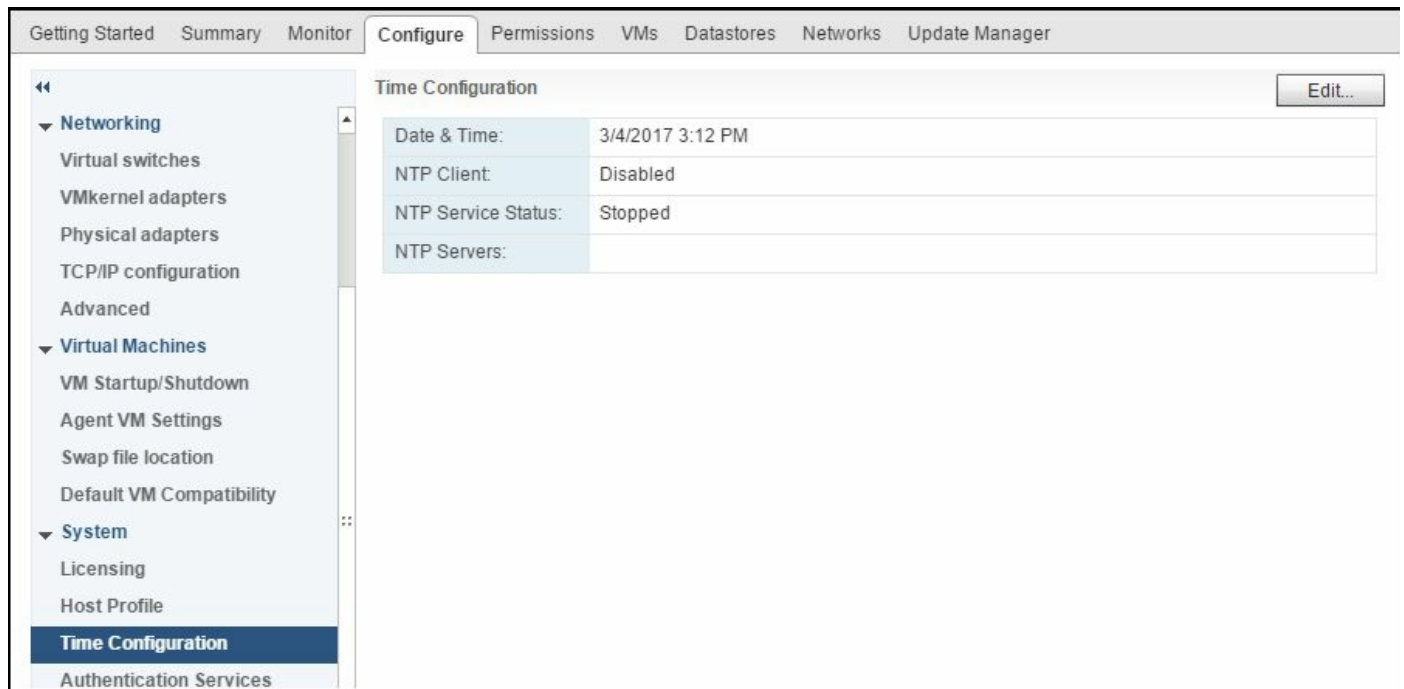 Getting Started Summary Monitor Configure Permissions VMs Datastores Networks Update Manager
Networking
Virtual switches
VMkernel adapters
Physical adapters
TCP/IP configuration
Advanced
Virtual Machines
VM Startup/Shutdown
Agent VM Settings
Swap file location
Default VM Compatibility
System
Licensing
Host Profile
Time Configuration
Authentication Services
Time Configuration
Edit...
Date & Time: 3/4/2017 3:12 PM
NTP Client: Disabled
NTP Service Status: Stopped
NTP Servers: